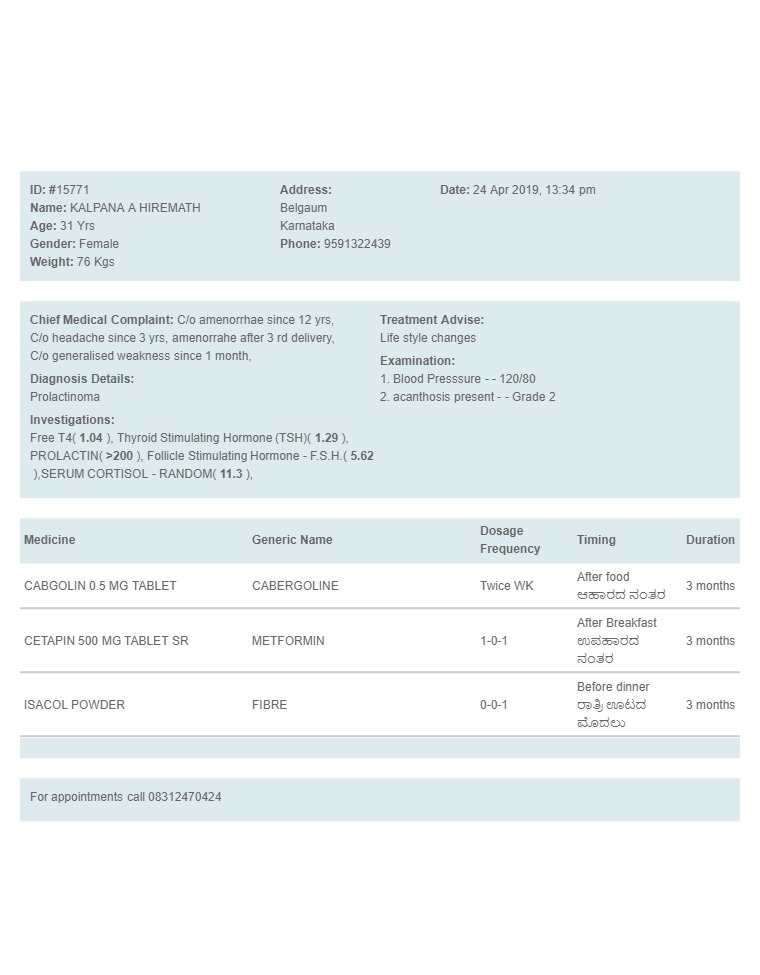 ID: #15771
Name: KALPANA A HIREMATH
Age: 31 Yrs
Gender: Female
Weight: 76 Kgs
Address:
Belgaum
Karnataka
Phone: 9591322439
Date: 24 Apr 2019, 13:34 pm
Chief Medical Complaint: C/o amenorrhae since 12 yrs,
C/o headache since 3 yrs, amenorrahe after 3 rd delivery,
C/o generalised weakness since 1 month,
Diagnosis Details:
Prolactinoma
Investigations:
Free T4( 1.04 ), Thyroid Stimulating Hormone (TSH)( 1.29 ),
PROLACTIN( >200 ), Follicle Stimulating Hormone - F.S.H.( 5.62
),SERUM CORTISOL - RANDOM( 11.3 ),
Treatment Advise:
Life style changes
Examination:
1. Blood Presssure - - 120/80
2. acanthosis present - - Grade 2
Medicine Generic Name Dosage Frequency Timing Duration
CABGOLIN 0.5 MG TABLET CABERGOLINE Twice WK After food 3 months
ಆಹಾರದ ನಂತರ
CETAPIN 500 MG TABLET SR METFORMIN 1-0-1 After Breakfast 3 months
ಉಪಹಾರದ
ನಂತರ
ISACOL POWDER FIBRE 0-0-1 Before dinner 3 months
ರಾತ್ರಿ ಊಟದ
ಮೊದಲು
For appointments call 08312470424